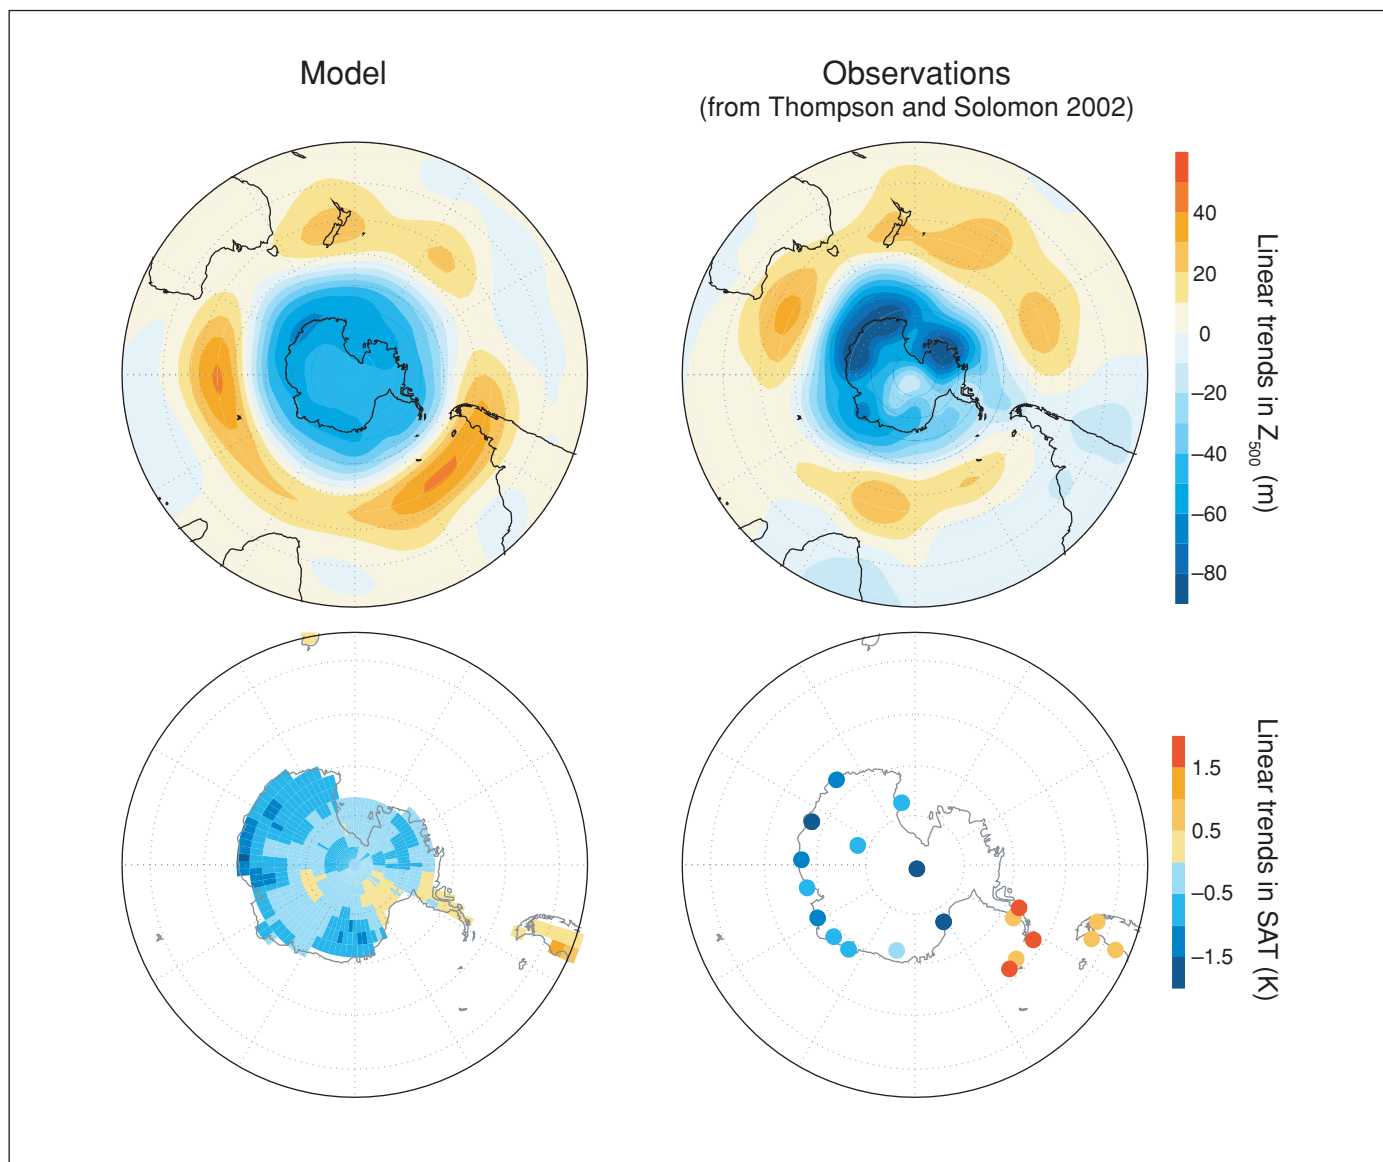 Model
Observations
(from Thompson and Solomon 2002)
40
20
0
–20
–40
–60
–80
Linear trends in Z500 (m)
1.5
0.5
–0.5
–1.5
Linear trends in SAT (K)